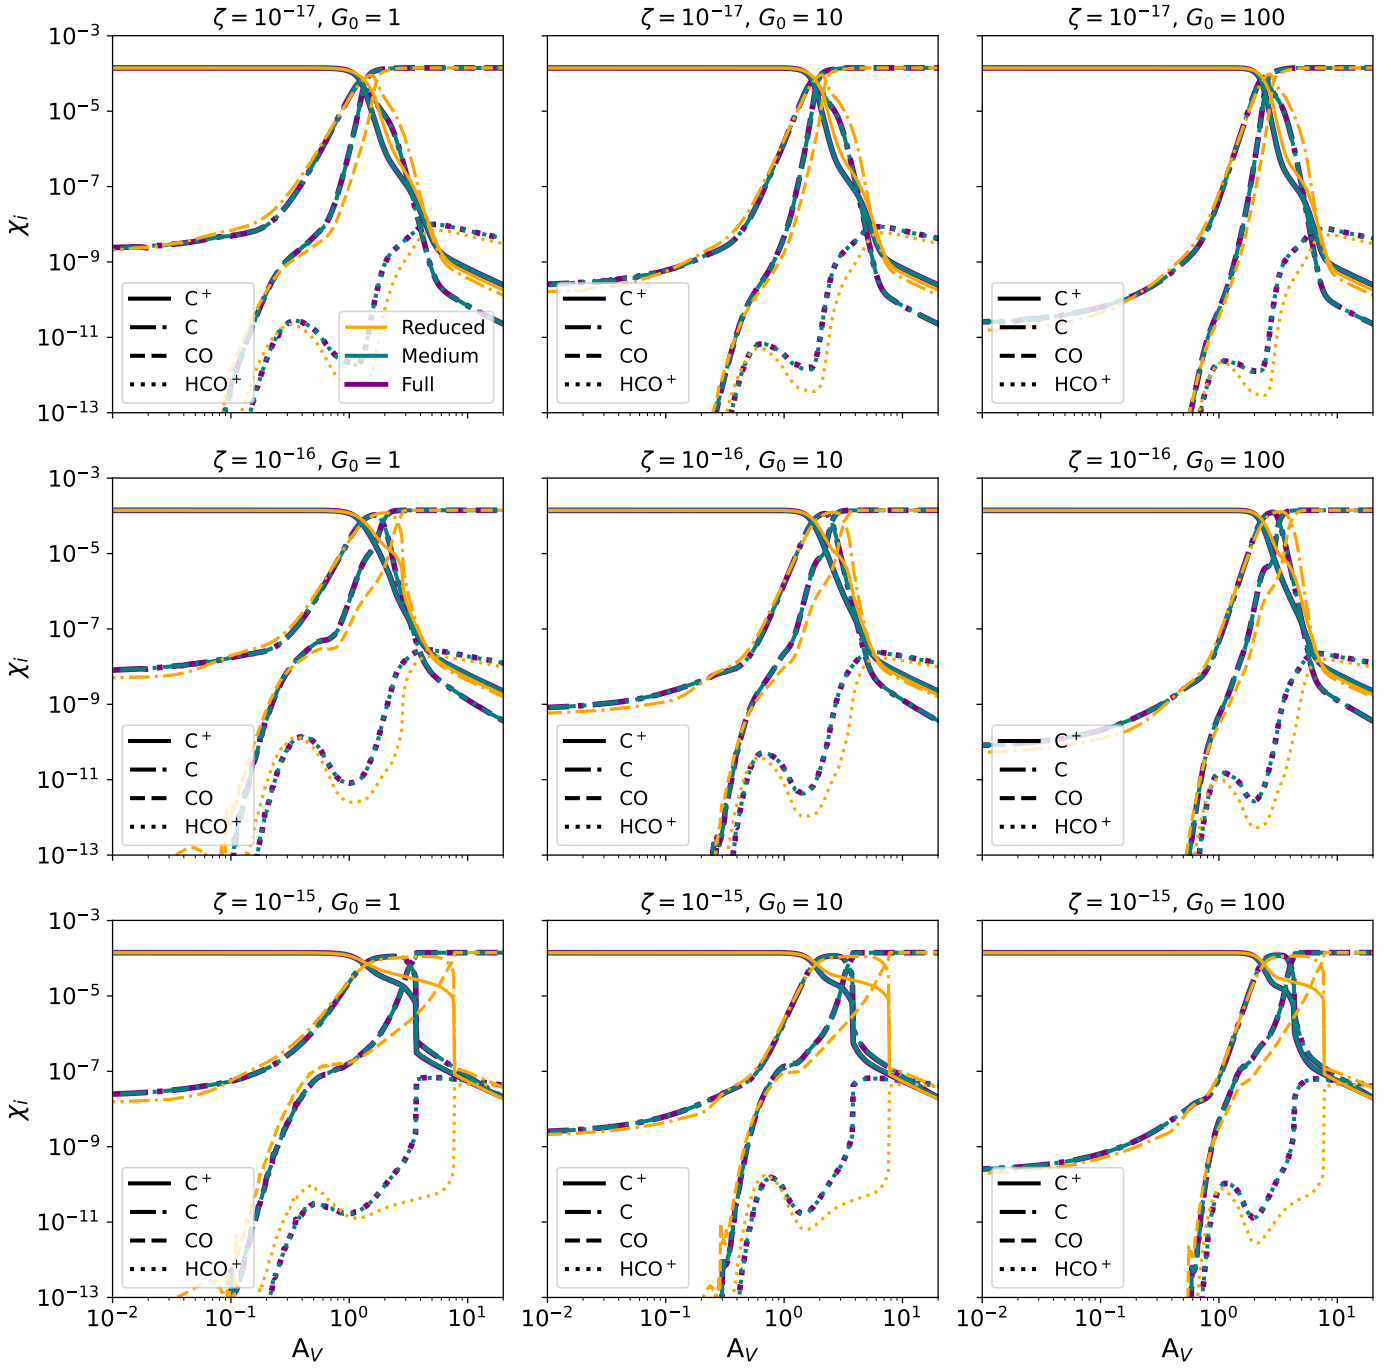 ζ = 10⁻¹⁷, G₀ = 1
ζ = 10⁻¹⁷, G₀ = 10
ζ = 10⁻¹⁷, G₀ = 100
10⁻³
10⁻⁵
10⁻⁷
10⁻⁹
10⁻¹¹
10⁻¹³
χᵢ
C⁺
C
CO
HCO⁺
Reduced
Medium
Full
C⁺
C
CO
HCO⁺
C⁺
C
CO
HCO⁺
ζ = 10⁻¹⁶, G₀ = 1
ζ = 10⁻¹⁶, G₀ = 10
ζ = 10⁻¹⁶, G₀ = 100
10⁻³
10⁻⁵
10⁻⁷
10⁻⁹
10⁻¹¹
10⁻¹³
χᵢ
C⁺
C
CO
HCO⁺
C⁺
C
CO
HCO⁺
C⁺
C
CO
HCO⁺
ζ = 10⁻¹⁵, G₀ = 1
ζ = 10⁻¹⁵, G₀ = 10
ζ = 10⁻¹⁵, G₀ = 100
10⁻³
10⁻⁵
10⁻⁷
10⁻⁹
10⁻¹¹
10⁻¹³
χᵢ
C⁺
C
CO
HCO⁺
C⁺
C
CO
HCO⁺
C⁺
C
CO
HCO⁺
10⁻² 10⁻¹ 10⁰ 10¹
10⁻² 10⁻¹ 10⁰ 10¹
10⁻² 10⁻¹ 10⁰ 10¹
A_V
A_V
A_V